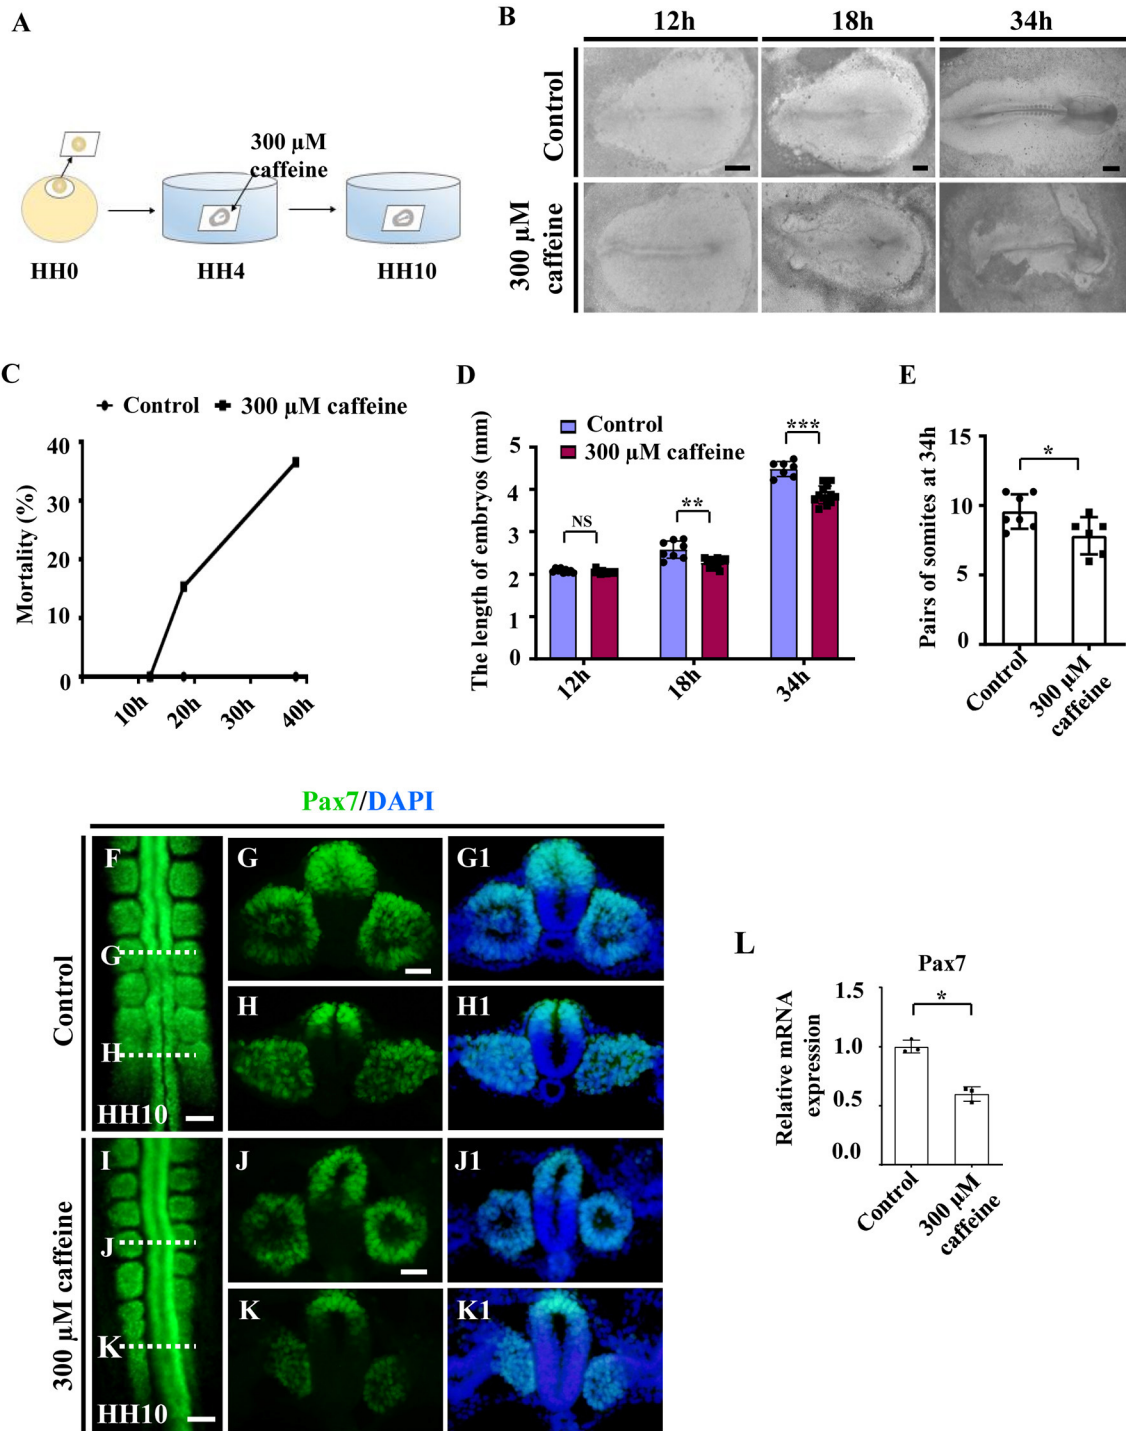 A
300 µM
caffeine
HH0
HH4
HH10
B
12h
18h
34h
Control
300 µM
caffeine
C
Control
300 µM caffeine
Mortality (%)
40
30
20
10
0
10h
20h
30h
40h
D
Control
300 µM caffeine
The length of embryos (mm)
5
4
3
2
1
0
NS
**
***
12h
18h
34h
E
Pairs of somites at 34h
15
10
5
0
*
Control
300 µM
caffeine
Pax7/DAPI
Control
F
G
H
HH10
G
G1
H
H1
300 µM caffeine
I
J
K
HH10
J
J1
K
K1
L
Pax7
Relative mRNA
expression
1.5
1.0
0.5
0.0
*
Control
300 µM
caffeine